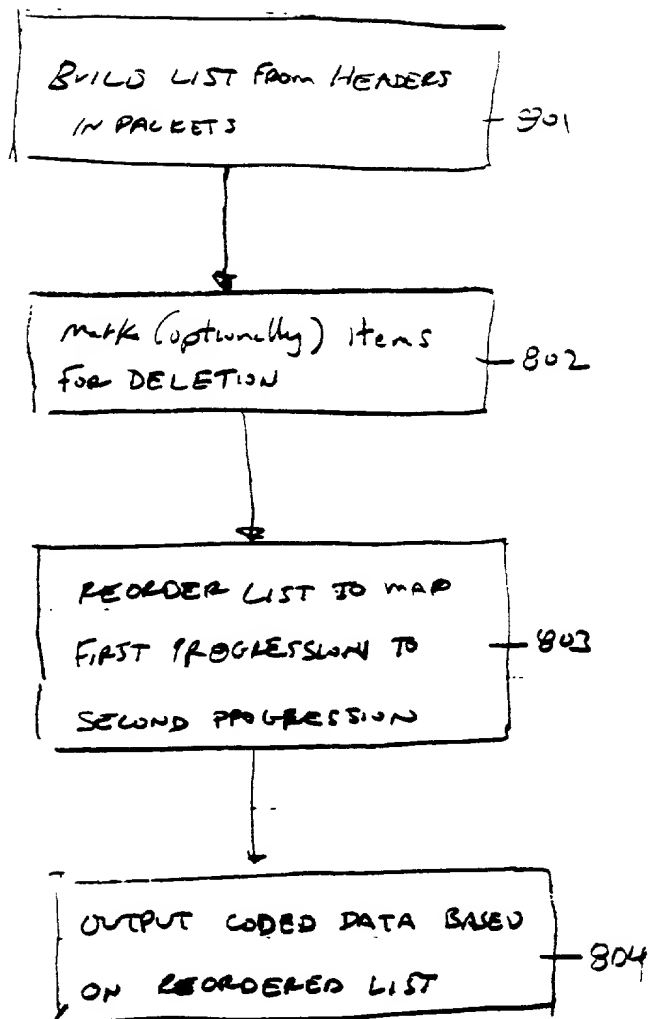 BUILD LIST FROM HEADERS
IN PACKETS
801
Mark (optionally) items
FOR DELETION
802
REORDER LIST TO MAP
FIRST PROGRESSION TO
SECOND PROGRESSION
803
OUTPUT CODED DATA BASED
ON REORDERED LIST
804